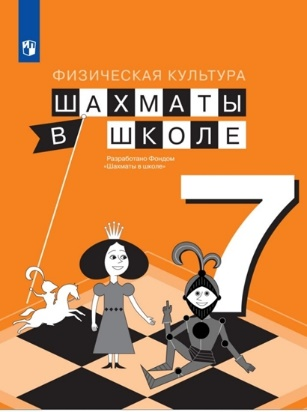 ФИЗИЧЕСКАЯ КУЛЬТУРА
ШАХМАТЫ
В ШКОЛЕ
Разработано Фондом
«Шахматы в школе»
7